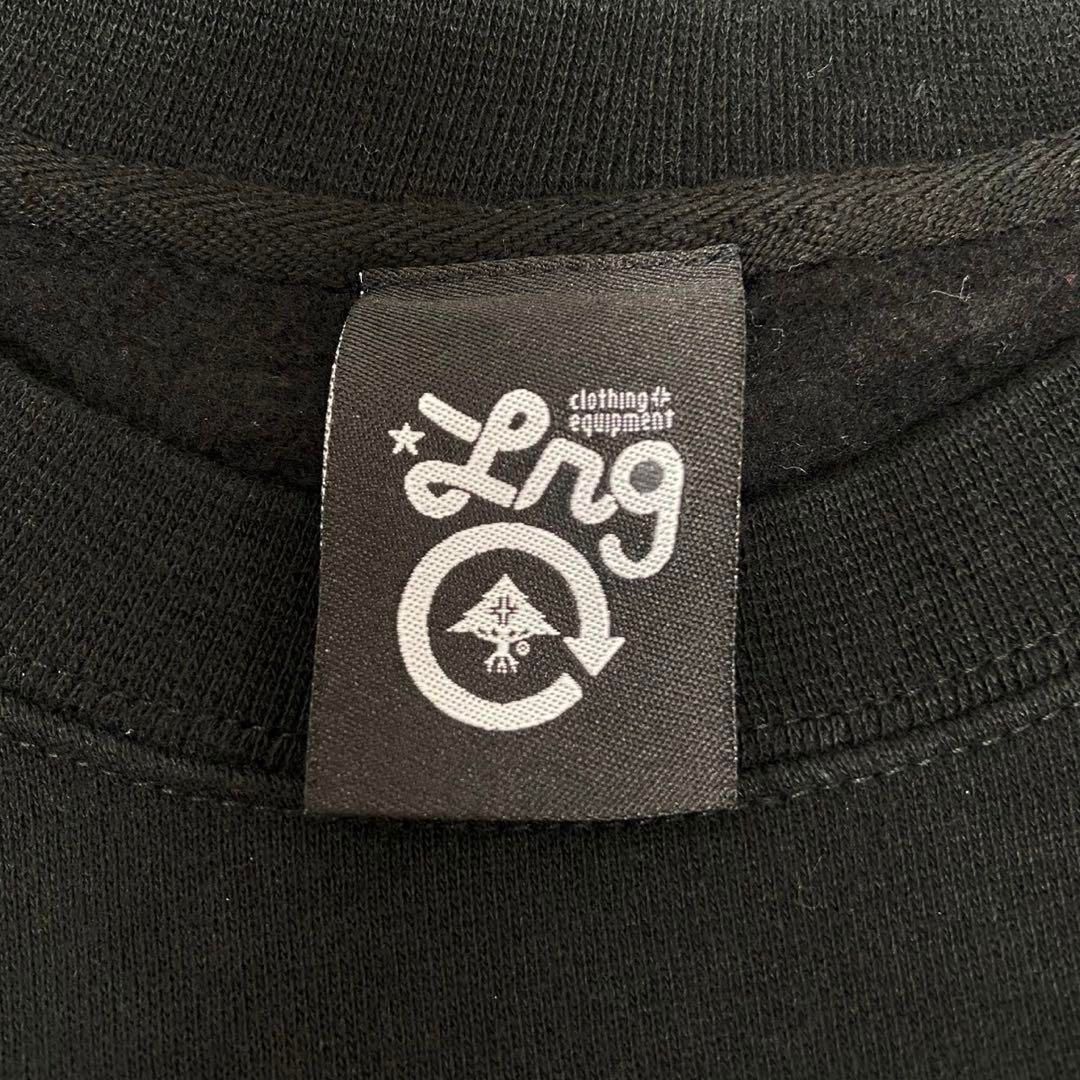 clothing+
equipment
Lrg
®